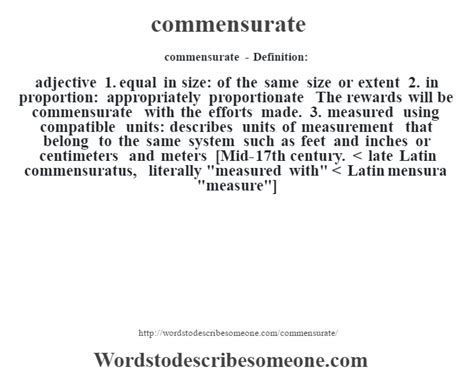 commensurate
commensurate - Definition:
adjective 1. equal in size: of the same size or extent 2. in
proportion: appropriately proportionate The rewards will be
commensurate with the efforts made. 3. measured using
compatible units: describes units of measurement that
belong to the same system such as feet and inches or
centimeters and meters [Mid-17th century. < late Latin
commensuratus, literally "measured with" < Latin mensura
"measure"]
http://wordstodescribesomeone.com/commensurate/
Wordstodescribesomeone.com